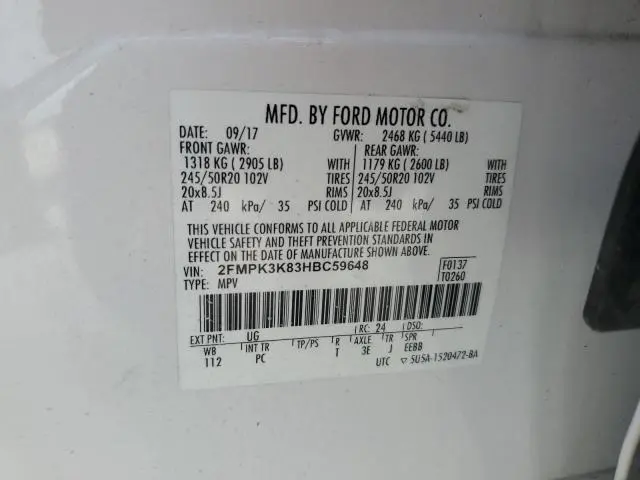 MFD. BY FORD MOTOR CO.
DATE: 09/17 GVWR: 2468 KG ( 5440 LB)
FRONT GAWR: REAR GAWR:
1318 KG ( 2905 LB) WITH 1179 KG ( 2600 LB) WITH
245/50R20 102V TIRES 245/50R20 102V TIRES
20x8.5J RIMS 20x8.5J RIMS
AT 240 kPa/ 35 PSI COLD AT 240 kPa/ 35 PSI COLD
THIS VEHICLE CONFORMS TO ALL APPLICABLE FEDERAL MOTOR
VEHICLE SAFETY AND THEFT PREVENTION STANDARDS IN
EFFECT ON THE DATE OF MANUFACTURE SHOWN ABOVE.
VIN: 2FMPK3K83HBC59648 F0137
TYPE: MPV T0260
EXT PNT: UG RC: 24 DSO:
WB INT TR TP/PS R AXLE TR SPR
112 PC T 3E J EEBB
UTC 5U5A-1520472-BA